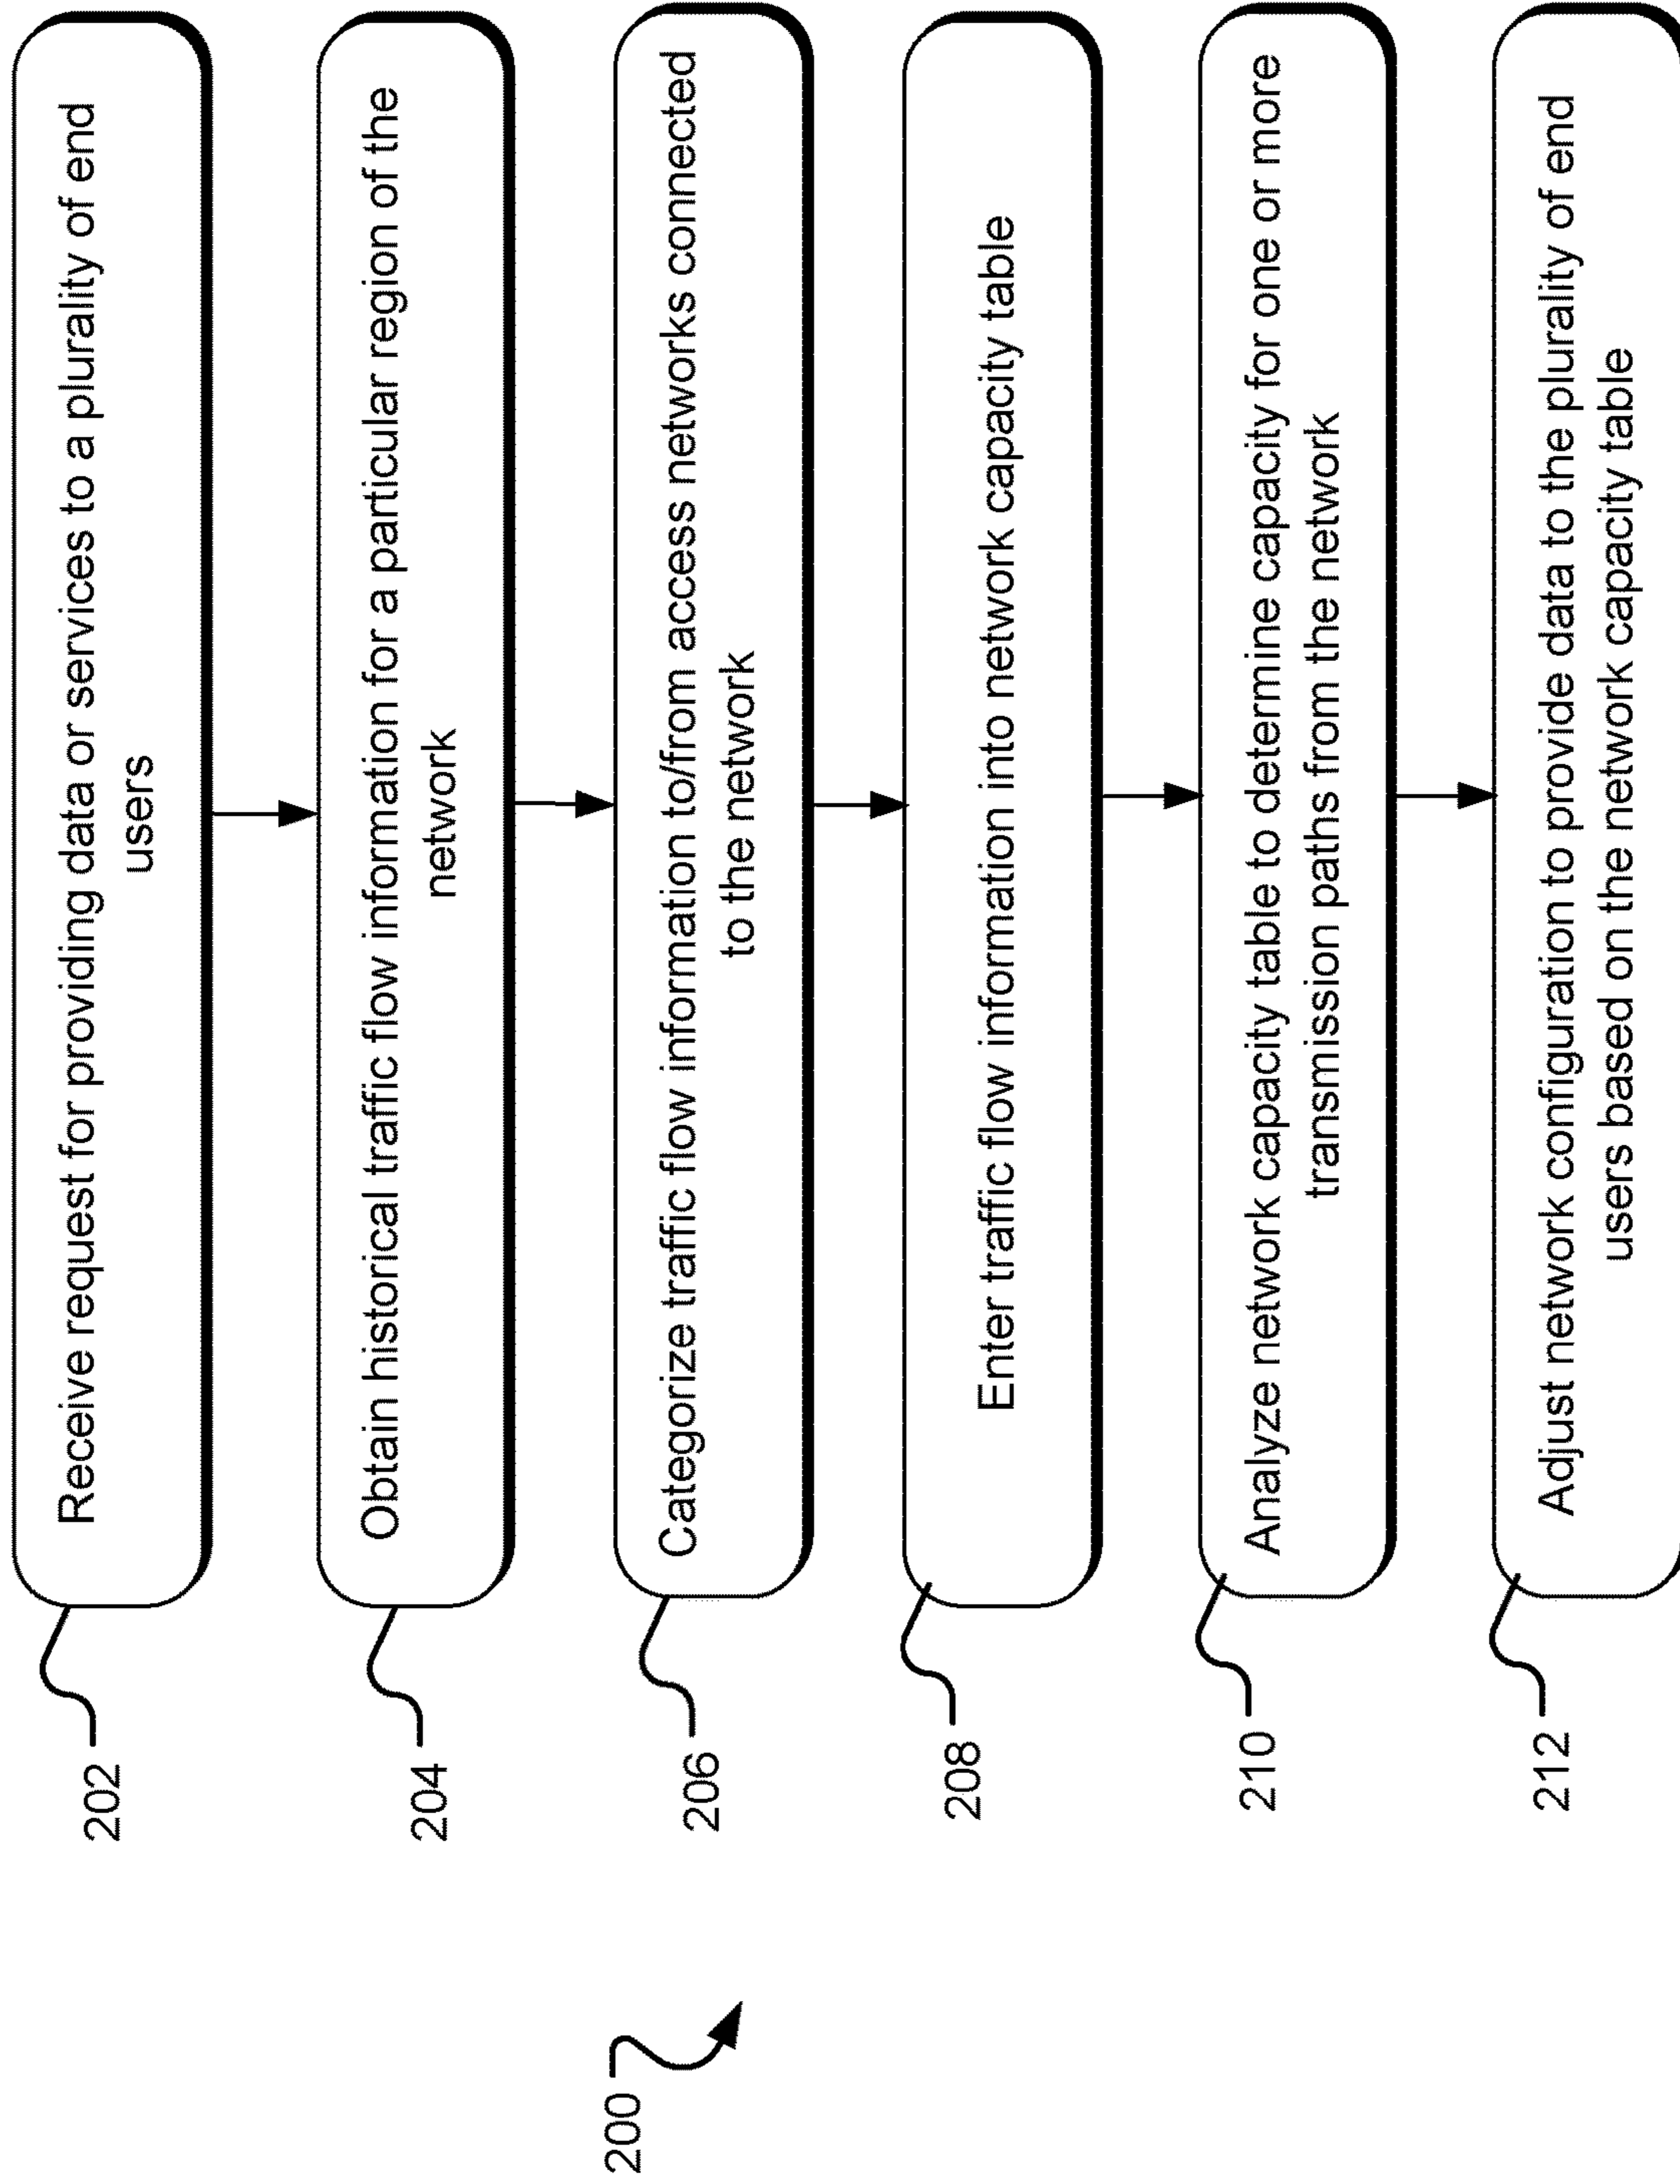 200
202
Receive request for providing data or services to a plurality of end
users
204
Obtain historical traffic flow information for a particular region of the
network
206
Categorize traffic flow information to/from access networks connected
to the network
208
Enter traffic flow information into network capacity table
210
Analyze network capacity table to determine capacity for one or more
transmission paths from the network
212
Adjust network configuration to provide data to the plurality of end
users based on the network capacity table